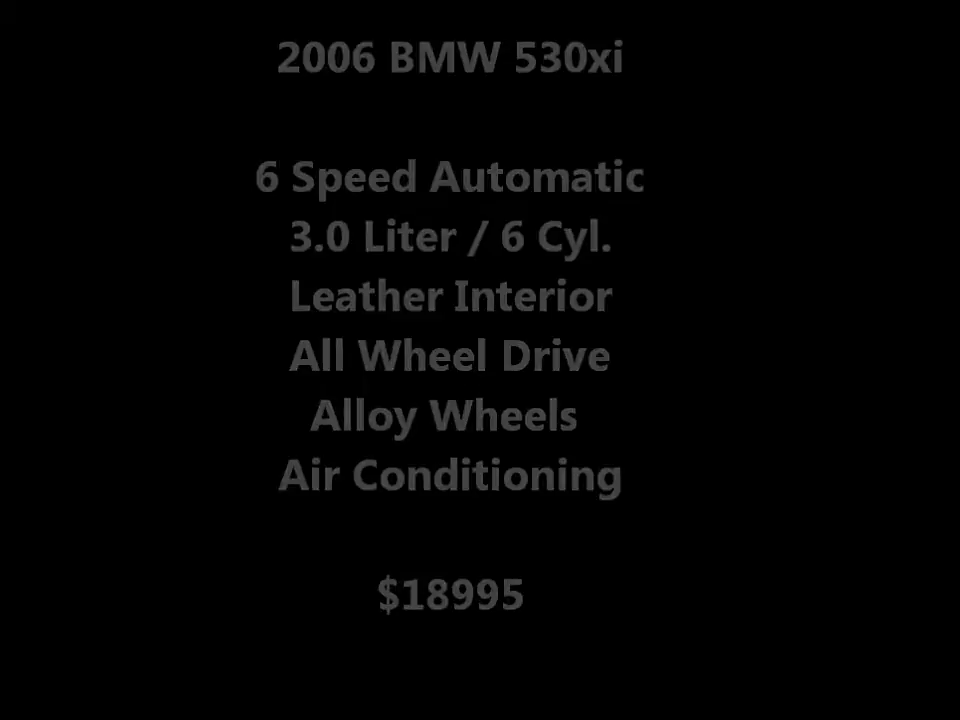 2006 BMW 530xi
6 Speed Automatic
3.0 Liter / 6 Cyl.
Leather Interior
All Wheel Drive
Alloy Wheels
Air Conditioning
$18995